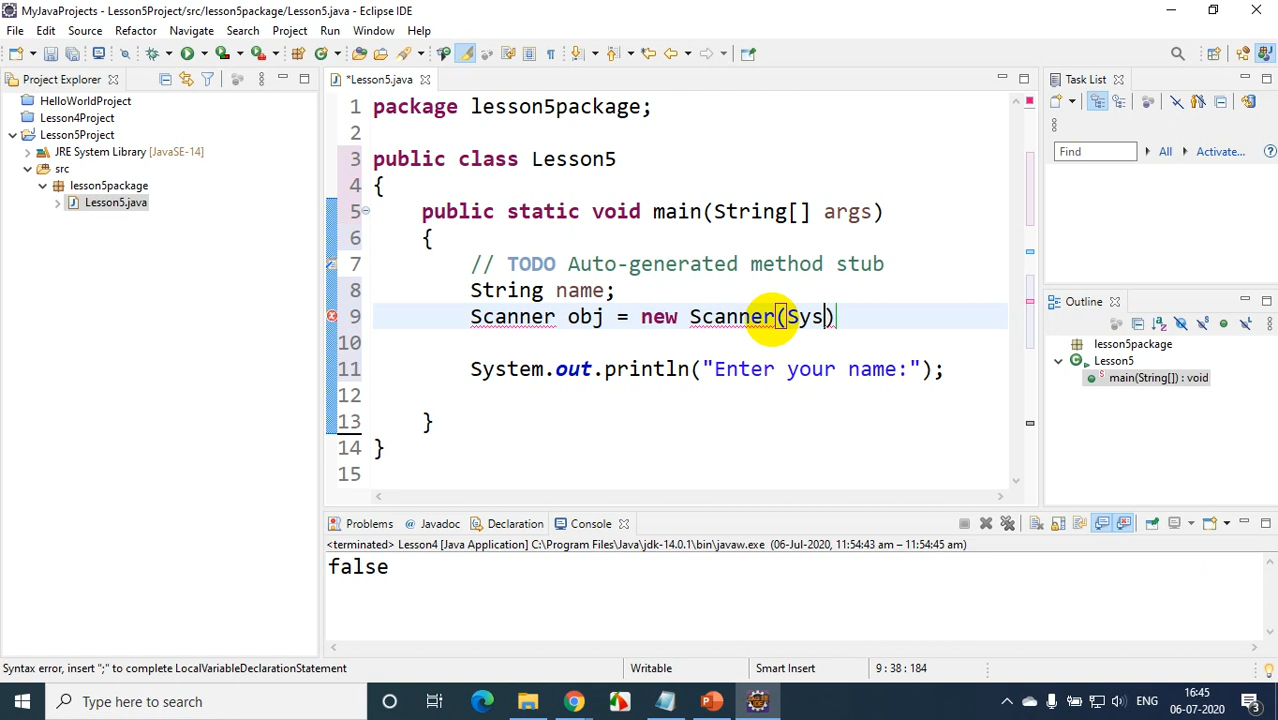 MyJavaProjects - Lesson5Project/src/lesson5package/Lesson5.java - Eclipse IDE
File Edit Source Refactor Navigate Search Project Run Window Help
Project Explorer
HelloWorldProject
Lesson4Project
Lesson5Project
JRE System Library [JavaSE-14]
src
lesson5package
Lesson5.java
*Lesson5.java
1 package lesson5package;
2
3 public class Lesson5
4 {
5 public static void main(String[] args)
6 {
7 // TODO Auto-generated method stub
8 String name;
9 Scanner obj = new Scanner(Sys)
10
11 System.out.println("Enter your name:");
12
13 }
14 }
15
Task List
Find All Activate...
Outline
lesson5package
Lesson5
main(String[]) : void
Problems Javadoc Declaration Console
<terminated> Lesson4 [Java Application] C:\Program Files\Java\jdk-14.0.1\bin\javaw.exe (06-Jul-2020, 11:54:43 am – 11:54:45 am)
false
Syntax error, insert ";" to complete LocalVariableDeclarationStatement
Writable
Smart Insert
9 : 38 : 184
Type here to search
ENG
16:45
06-07-2020
3